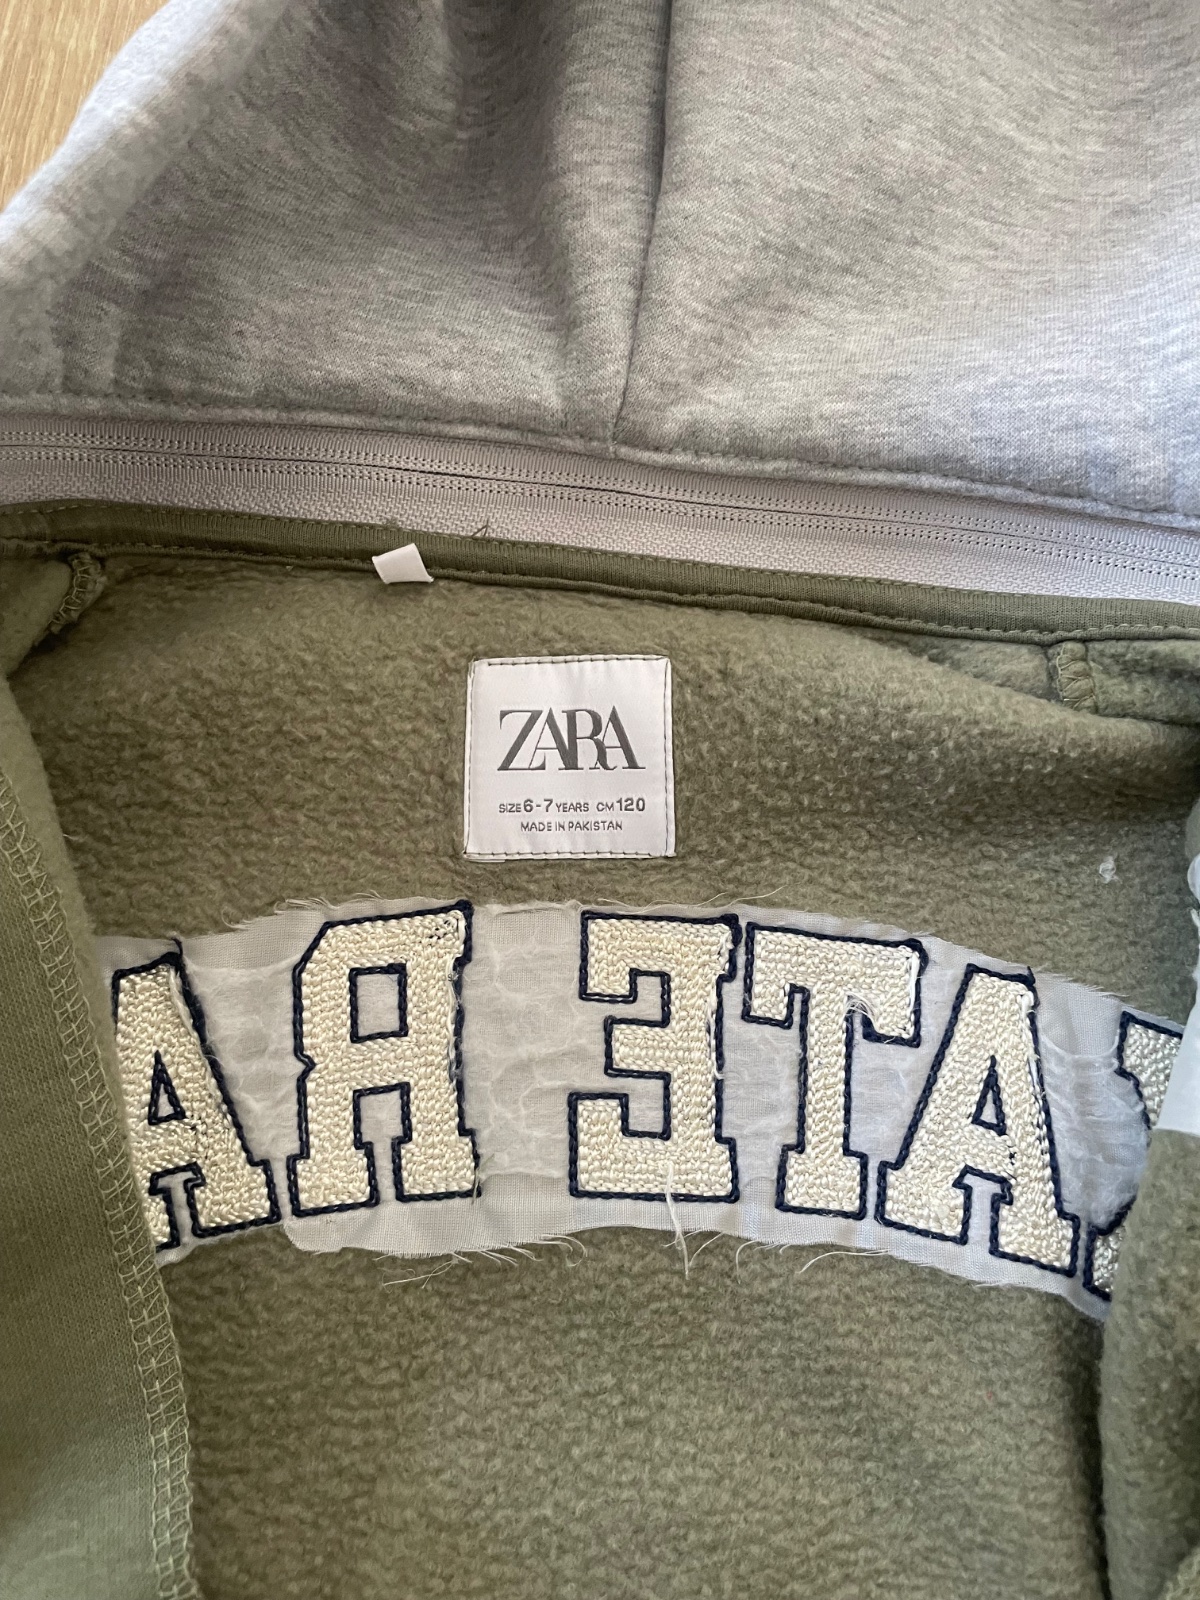 ZARA
SIZE 6-7 YEARS CM 120
MADE IN PAKISTAN
ATE RA